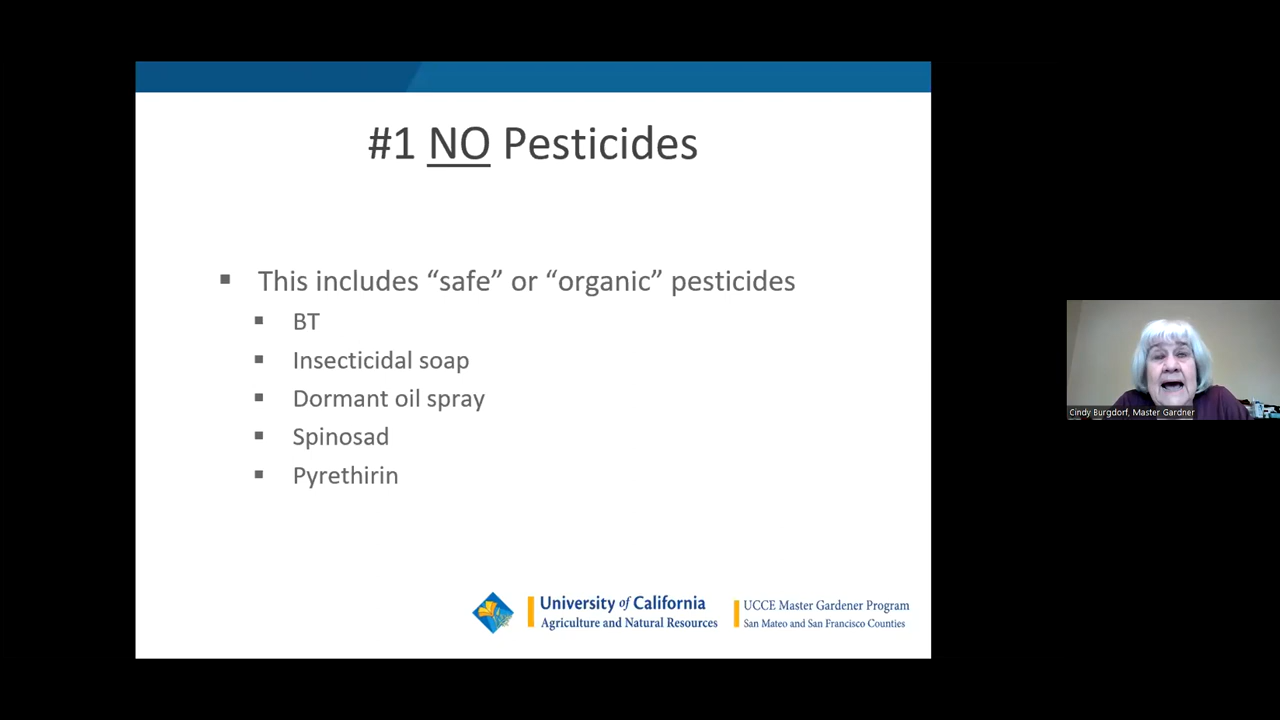 #1 NO Pesticides
This includes “safe” or “organic” pesticides
BT
Insecticidal soap
Dormant oil spray
Spinosad
Pyrethirin
University of California
Agriculture and Natural Resources
UCCE Master Gardener Program
San Mateo and San Francisco Counties
Cindy Burgdorf, Master Gardner